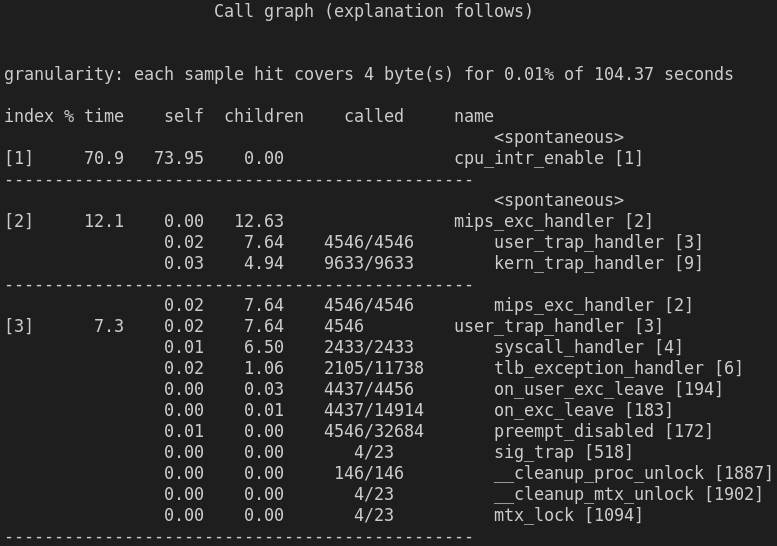 Call graph (explanation follows)
granularity: each sample hit covers 4 byte(s) for 0.01% of 104.37 seconds
index % time    self  children    called     name
                                                 <spontaneous>
[1]     70.9   73.95    0.00                 cpu_intr_enable [1]
-----------------------------------------------
                                                 <spontaneous>
[2]     12.1    0.00   12.63                 mips_exc_handler [2]
                0.02    7.64    4546/4546        user_trap_handler [3]
                0.03    4.94    9633/9633        kern_trap_handler [9]
-----------------------------------------------
                0.02    7.64    4546/4546        mips_exc_handler [2]
[3]      7.3    0.02    7.64    4546         user_trap_handler [3]
                0.01    6.50    2433/2433        syscall_handler [4]
                0.02    1.06    2105/11738       tlb_exception_handler [6]
                0.00    0.03    4437/4456        on_user_exc_leave [194]
                0.00    0.01    4437/14914       on_exc_leave [183]
                0.01    0.00    4546/32684       preempt_disabled [172]
                0.00    0.00       4/23          sig_trap [518]
                0.00    0.00     146/146         __cleanup_proc_unlock [1887]
                0.00    0.00       4/23          __cleanup_mtx_unlock [1902]
                0.00    0.00       4/23          mtx_lock [1094]
-----------------------------------------------